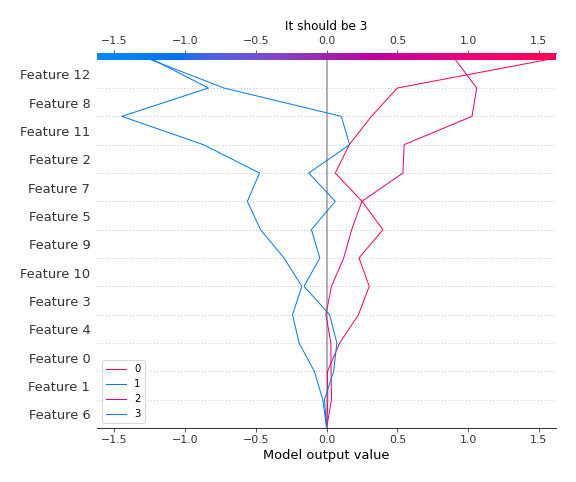 It should be 3
−1.5 −1.0 −0.5 0.0 0.5 1.0 1.5
Feature 12
Feature 8
Feature 11
Feature 2
Feature 7
Feature 5
Feature 9
Feature 10
Feature 3
Feature 4
Feature 0
Feature 1
Feature 6
0
1
2
3
−1.5 −1.0 −0.5 0.0 0.5 1.0 1.5
Model output value